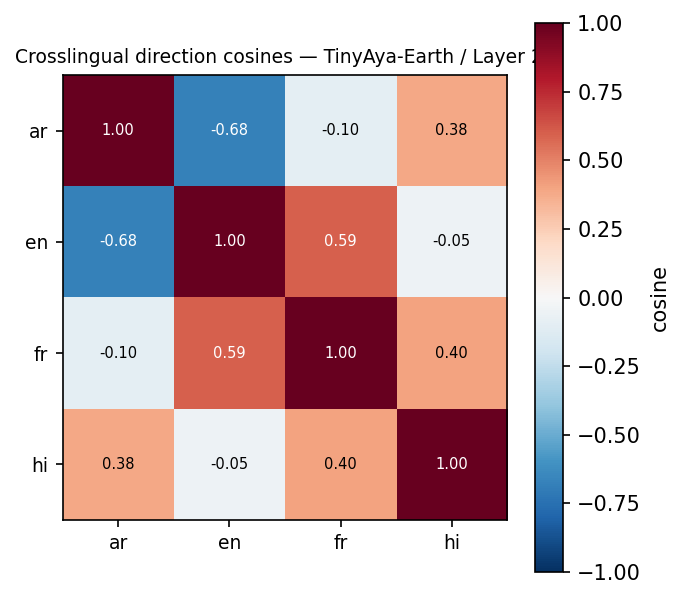 Crosslingual direction cosines — TinyAya-Earth / Layer
ar 1.00 -0.68 -0.10 0.38
en -0.68 1.00 0.59 -0.05
fr -0.10 0.59 1.00 0.40
hi 0.38 -0.05 0.40 1.00
ar en fr hi
1.00
0.75
0.50
0.25
0.00
−0.25
−0.50
−0.75
−1.00
cosine